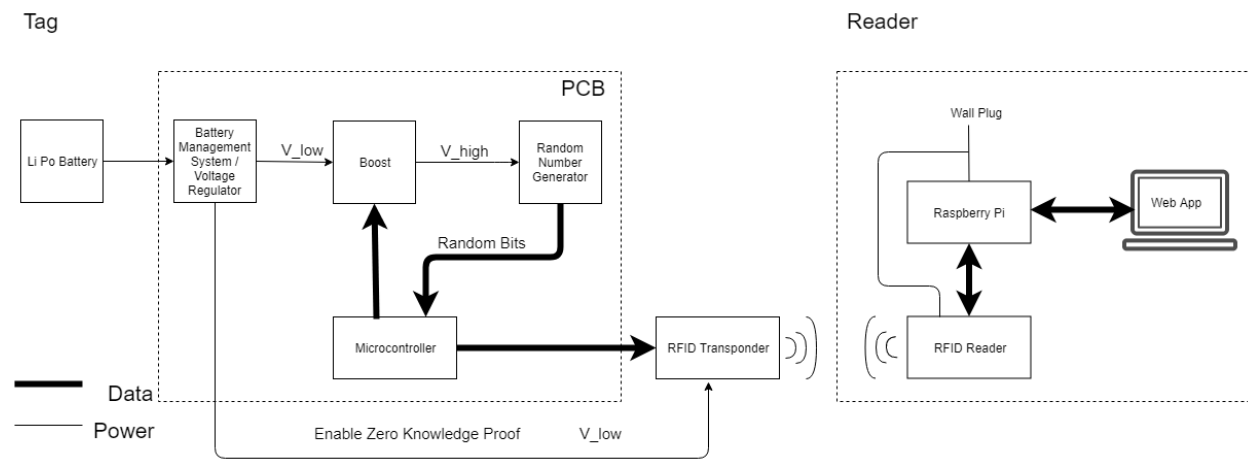 Tag
Reader
PCB
Wall Plug
Li Po Battery
Battery
Management
System /
Voltage
Regulator
V_low
Boost
V_high
Random
Number
Generator
Raspberry Pi
Web App
Random Bits
Microcontroller
RFID Transponder
RFID Reader
Data
Power
Enable Zero Knowledge Proof
V_low